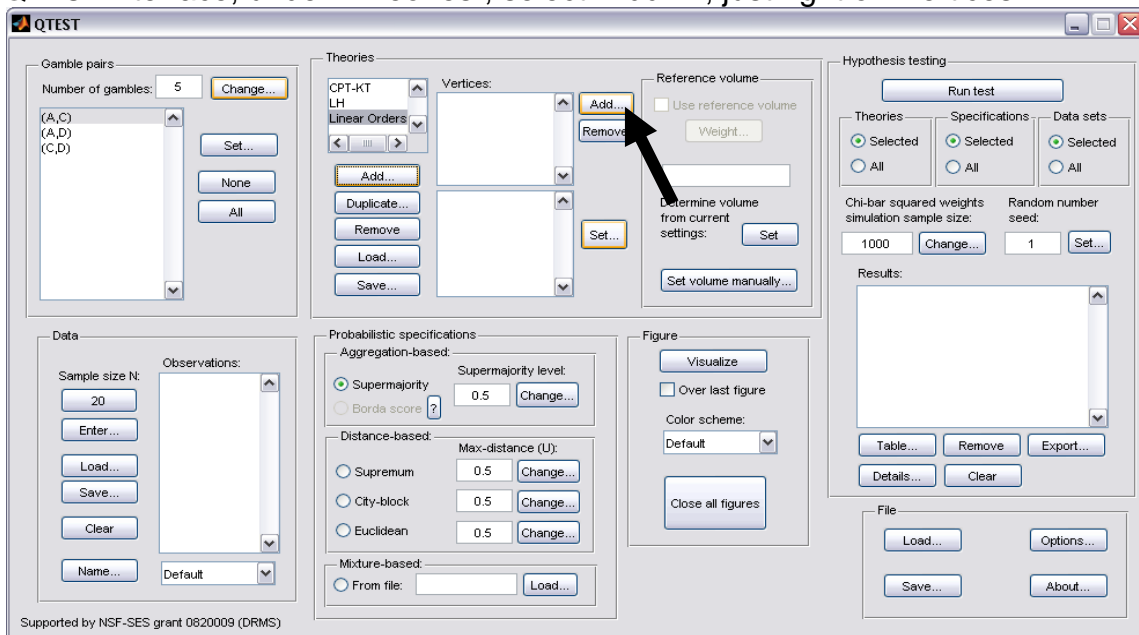 QTEST
Gamble pairs
Number of gambles: 5 Change...
(A,C)
(A,D)
(C,D)
Set...
None
All
Theories
CPT-KT
LH
Linear Orders
Add...
Duplicate...
Remove
Load...
Save...
Vertices:
Add...
Remove
Set...
Reference volume
Use reference volume
Weight...
Determine volume
from current
settings: Set
Set volume manually...
Hypothesis testing
Run test
Theories
Selected
All
Specifications
Selected
All
Data sets
Selected
All
Chi-bar squared weights
simulation sample size:
1000 Change...
Random number
seed:
1 Set...
Results:
Table... Remove Export...
Details... Clear
Data
Sample size N:
20
Enter...
Load...
Save...
Clear
Name... Default
Observations:
Probabilistic specifications
Aggregation-based:
Supermajority
Borda score ?
Supermajority level:
0.5 Change...
Distance-based:
Max-distance (U):
Supremum 0.5 Change...
City-block 0.5 Change...
Euclidean 0.5 Change...
Mixture-based:
From file: Load...
Figure
Visualize
Over last figure
Color scheme:
Default
Close all figures
File
Load... Options...
Save... About...
Supported by NSF-SES grant 0820009 (DRMS)